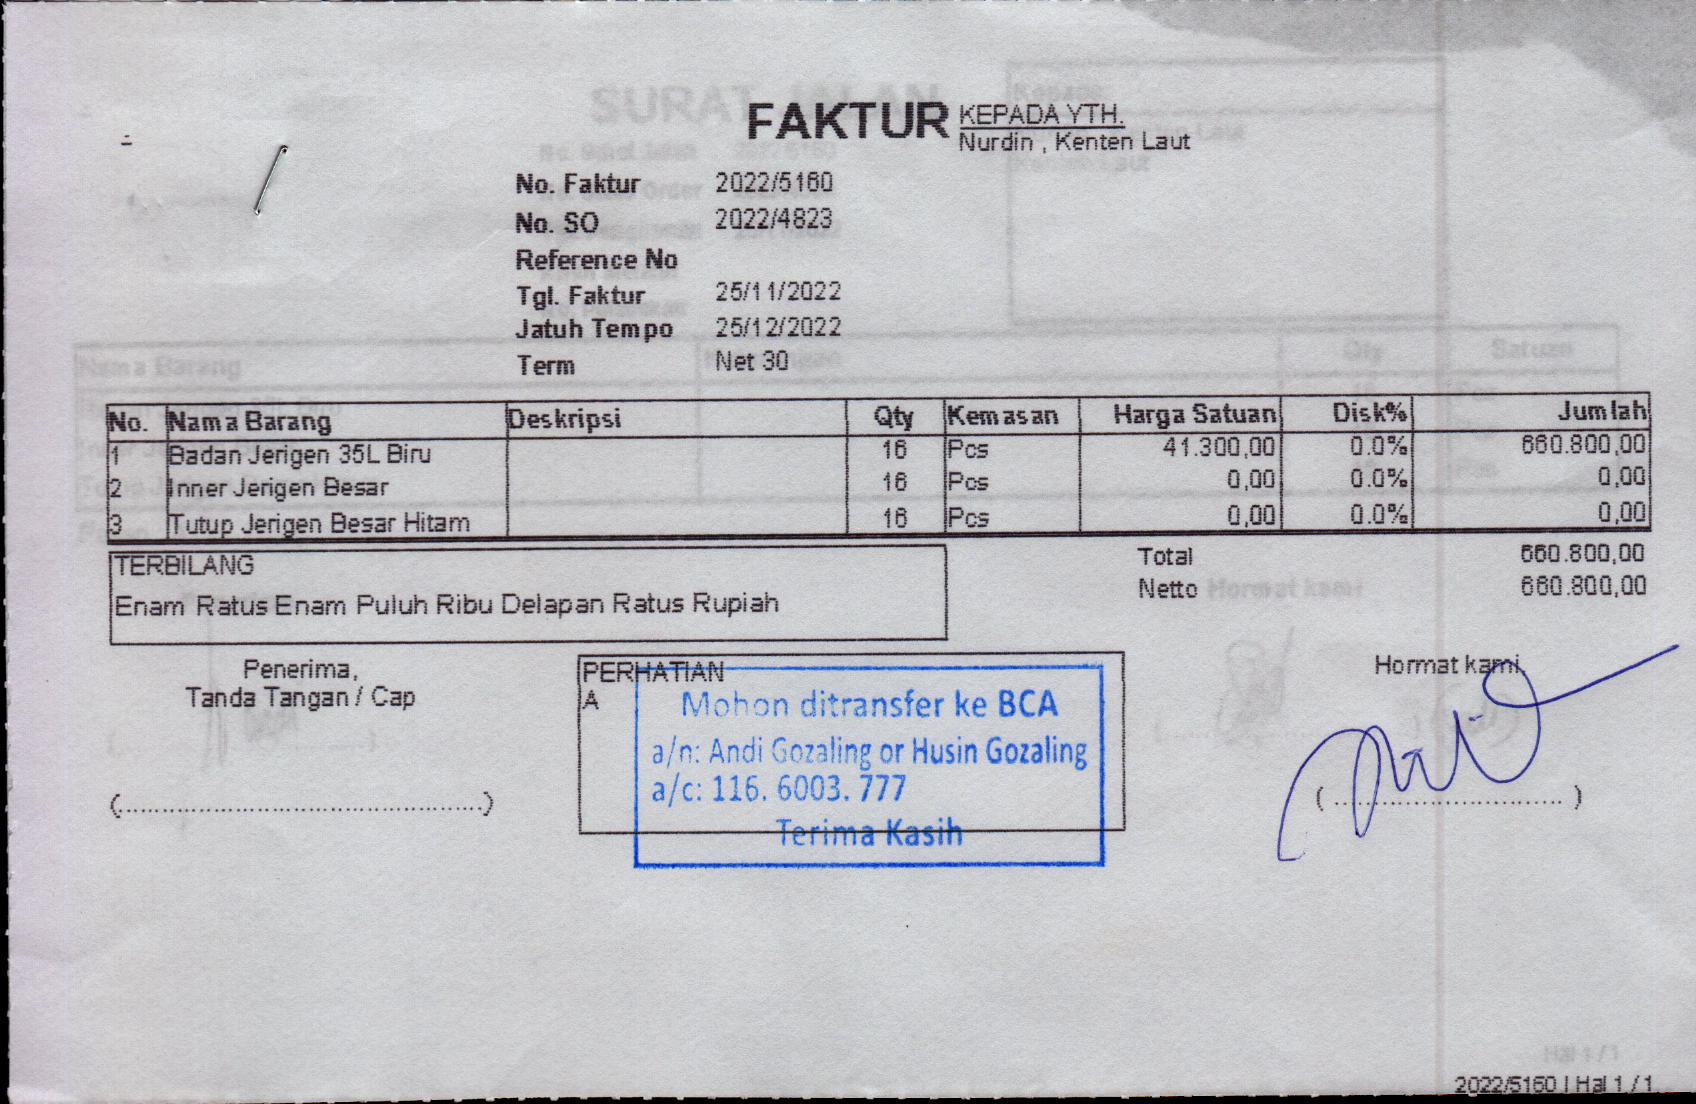 FAKTUR
KEPADA YTH.
Nurdin , Kenten Laut
No. Faktur 2022/5160
No. SO 2022/4823
Reference No
Tgl. Faktur 25/11/2022
Jatuh Tempo 25/12/2022
Term Net 30
No. Nama Barang Deskripsi Qty Kemasan Harga Satuan Disk% Jumlah
1 Badan Jerigen 35L Biru 16 Pcs 41.300,00 0.0% 660.800,00
2 Inner Jerigen Besar 16 Pcs 0,00 0.0% 0,00
3 Tutup Jerigen Besar Hitam 16 Pcs 0,00 0.0% 0,00
TERBILANG
Enam Ratus Enam Puluh Ribu Delapan Ratus Rupiah
Total 660.800,00
Netto 660.800,00
Penerima,
Tanda Tangan / Cap
(...........................................)
PERHATIAN
A
Mohon ditransfer ke BCA
a/n: Andi Gozaling or Husin Gozaling
a/c: 116. 6003. 777
Terima Kasih
Hormat kami,
( ............................ )
2022/5160 | Hal 1 / 1